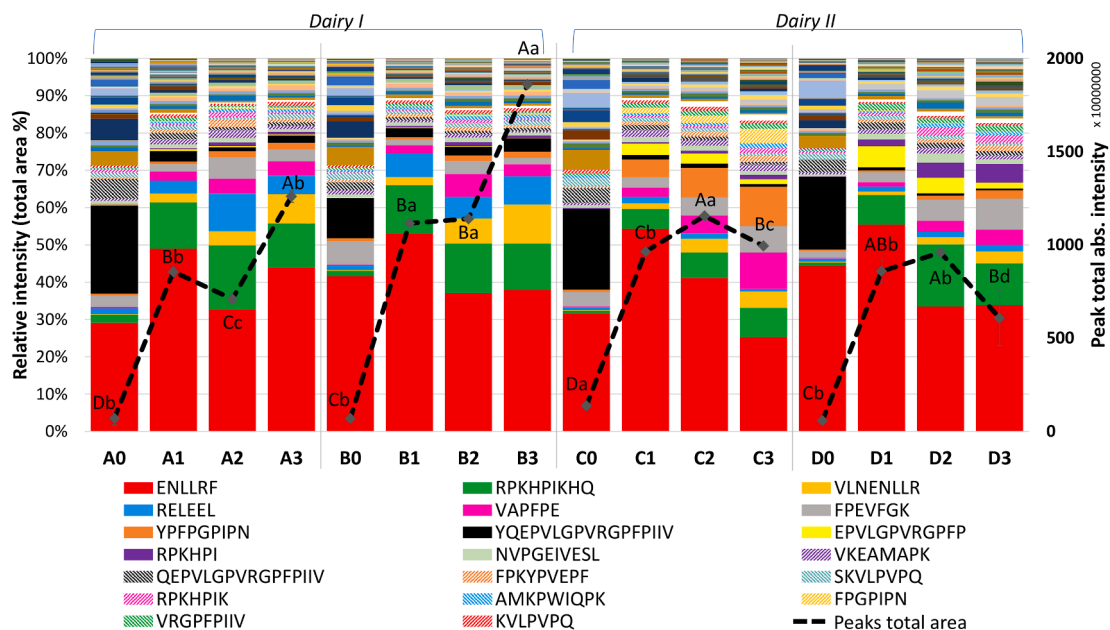 Dairy I
Dairy II
Relative intensity (total area %)
100%
90%
80%
70%
60%
50%
40%
30%
20%
10%
0%
Db
Bb
Cc
Ab
Cb
Ba
Ba
Aa
Da
Cb
Aa
Bc
Cb
ABb
Ab
Bd
2000
1500
1000
500
0
Peak total abs. intensity
x 10000000
A0 A1 A2 A3 B0 B1 B2 B3 C0 C1 C2 C3 D0 D1 D2 D3
ENLLRF RPKHPIKHQ VLNENLLR
RELEEL VAPFPE FPEVFGK
YPFPGPIPN YQEPVLGPVRGPFPIIV EPVLGPVRGPFP
RPKHPI NVPGEIVESL VKEAMAPK
QEPVLGPVRGPFPIIV FPKYPVEPF SKVLPVPQ
RPKHPIK AMKPWIQPK FPGPIPN
VRGPFPIIV KVLPVPQ Peaks total area